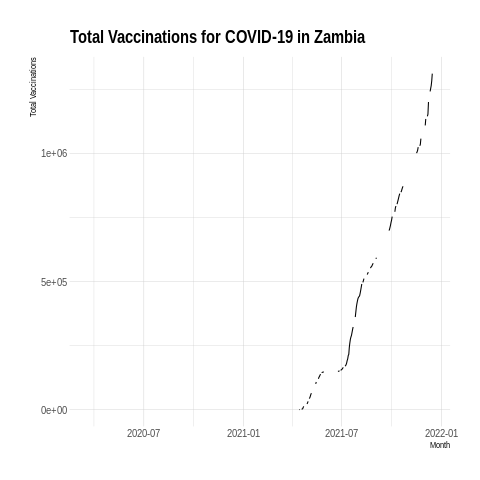 Total Vaccinations for COVID-19 in Zambia
Total Vaccinations
1e+06
5e+05
0e+00
2020-07 2021-01 2021-07 2022-01
Month